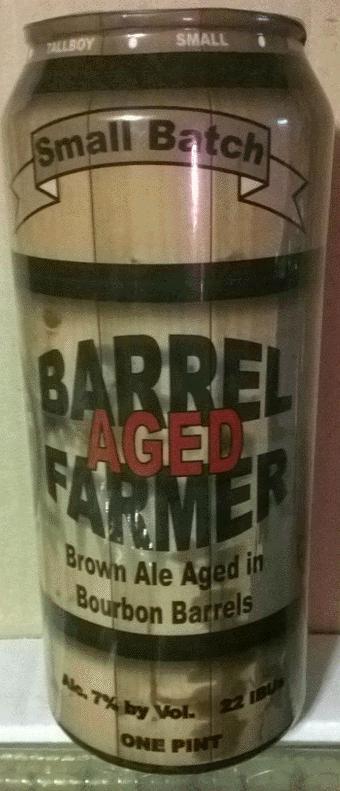 TALLBOY • SMALL •
Small Batch
BARREL
AGED
FARMER
Brown Ale Aged in
Bourbon Barrels
Alc. 7% by Vol. 22 IBUs
ONE PINT